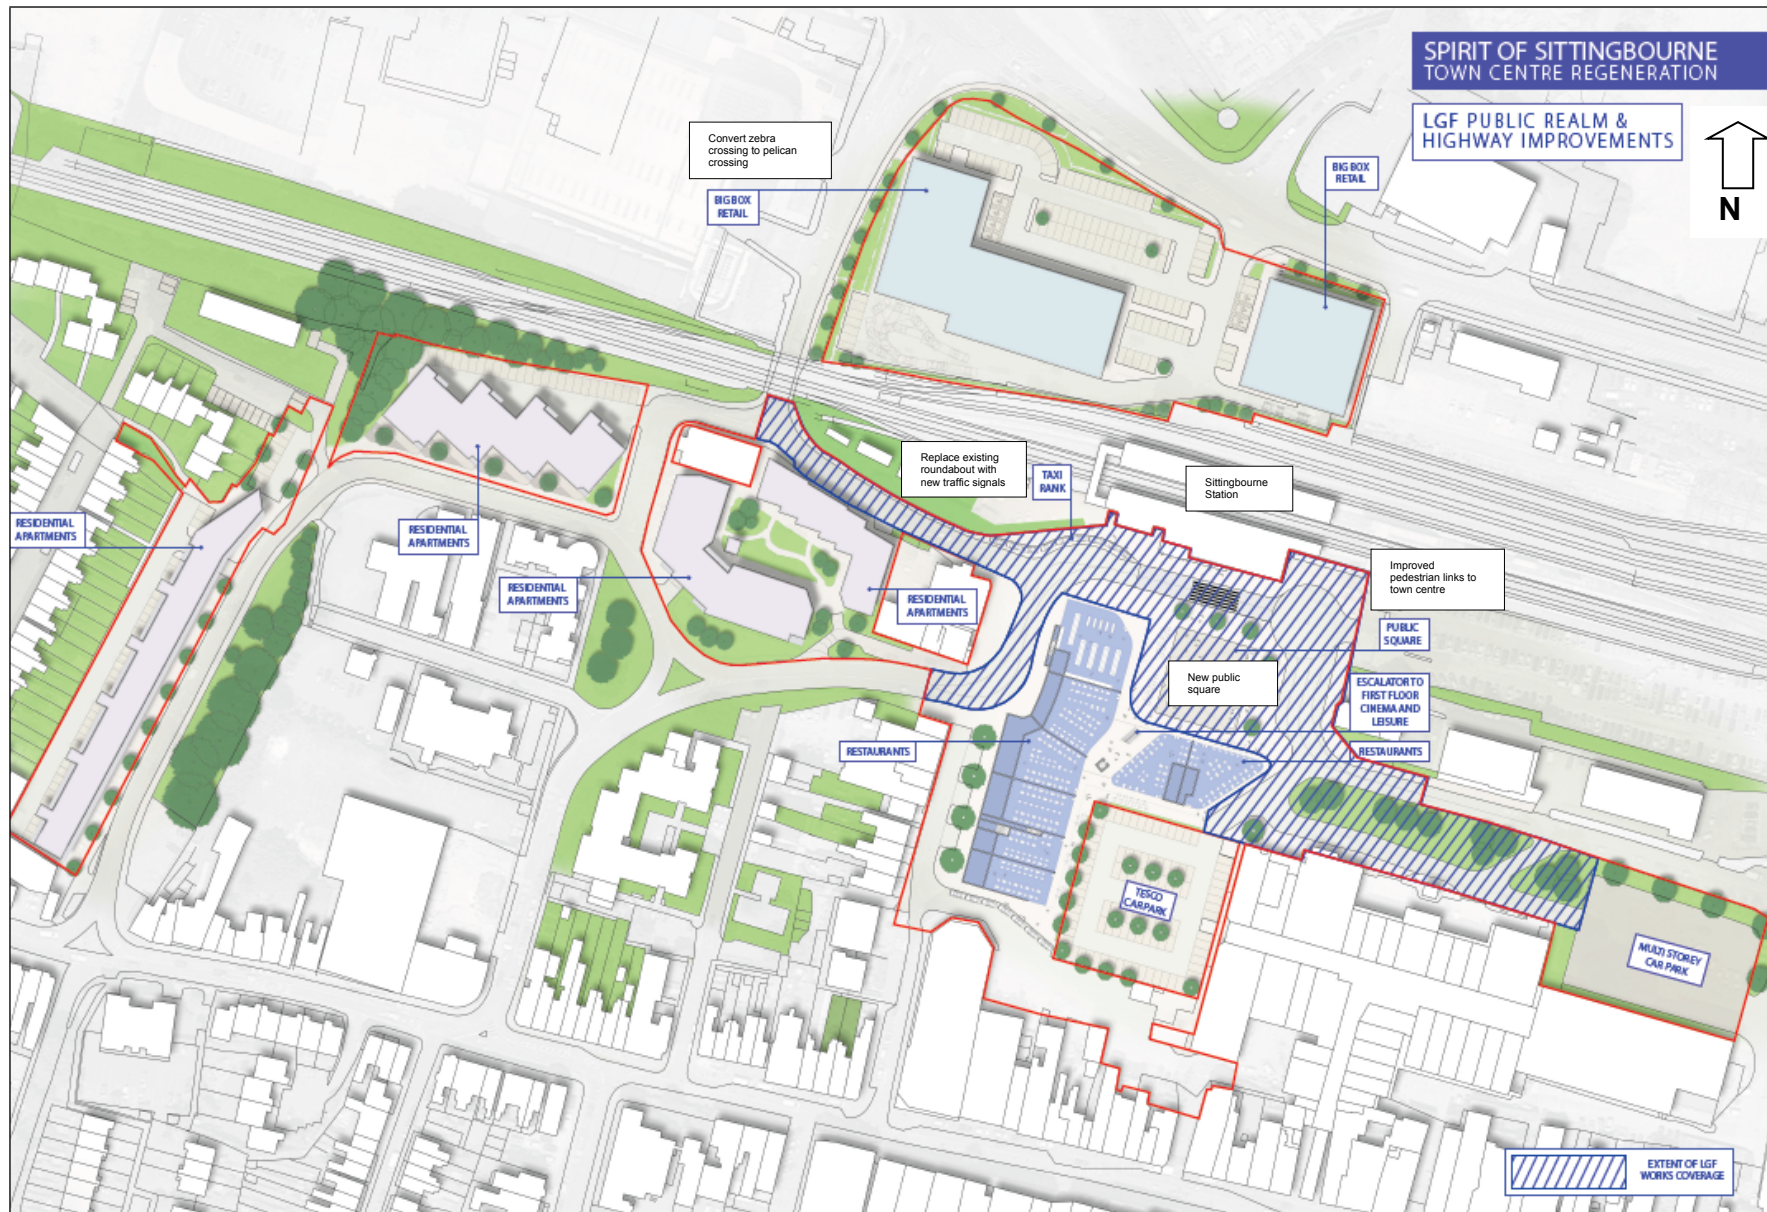 SPIRIT OF SITTINGBOURNE
TOWN CENTRE REGENERATION
LGF PUBLIC REALM &
HIGHWAY IMPROVEMENTS
N
Convert zebra
crossing to pelican
crossing
BIG BOX
RETAIL
BIG BOX
RETAIL
Replace existing
roundabout with
new traffic signals
TAXI
RANK
Sittingbourne
Station
RESIDENTIAL
APARTMENTS
RESIDENTIAL
APARTMENTS
RESIDENTIAL
APARTMENTS
RESIDENTIAL
APARTMENTS
Improved
pedestrian links to
town centre
PUBLIC
SQUARE
New public
square
ESCALATOR TO
FIRST FLOOR
CINEMA AND
LEISURE
RESTAURANTS
RESTAURANTS
TESCO
CAR PARK
MULTI STOREY
CAR PARK
EXTENT OF LGF
WORKS COVERAGE